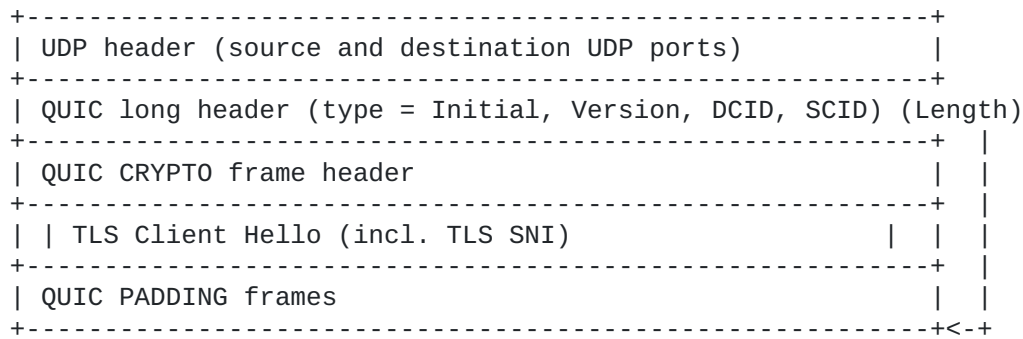 +----------------------------------------------------------+
| UDP header (source and destination UDP ports)            |
+----------------------------------------------------------+
| QUIC long header (type = Initial, Version, DCID, SCID) (Length)
+----------------------------------------------------------+  |
| QUIC CRYPTO frame header                                 |  |
+----------------------------------------------------------+  |
| | TLS Client Hello (incl. TLS SNI)                    |  |  |
+----------------------------------------------------------+  |
| QUIC PADDING frames                                      |  |
+----------------------------------------------------------+<-+